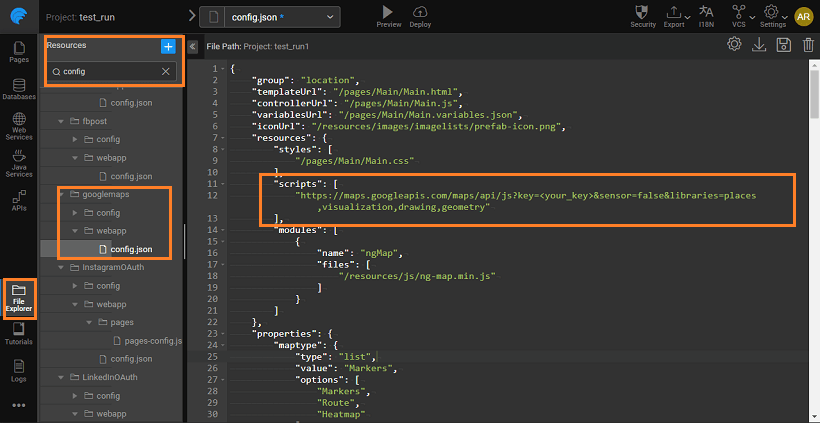 Project: test_run
config.json *
Preview
Deploy
Security
Export
I18N
VCS
Settings
AR
Pages
Databases
Web
Services
Java
Services
APIs
File
Explorer
Tutorials
Logs
Resources
config
config.json
fbpost
config
webapp
config.json
googlemaps
config
webapp
config.json
InstagramOAuth
config
webapp
pages
pages-config.js
config.json
LinkedInOAuth
config
webapp
File Path: Project: test_run1
1 {
2 "group": "location",
3 "templateUrl": "/pages/Main/Main.html",
4 "controllerUrl": "/pages/Main/Main.js",
5 "variablesUrl": "/pages/Main/Main.variables.json",
6 "iconUrl": "/resources/images/imagelists/prefab-icon.png",
7 "resources": {
8 "styles": [
9 "/pages/Main/Main.css"
10 ],
11 "scripts": [
12 "https://maps.googleapis.com/maps/api/js?key=<your_key>&sensor=false&libraries=places
,visualization,drawing,geometry"
13 ],
14 "modules": [
15 {
16 "name": "ngMap",
17 "files": [
18 "/resources/js/ng-map.min.js"
19 ]
20 }
21 ]
22 },
23 "properties": {
24 "maptype": {
25 "type": "list",
26 "value": "Markers",
27 "options": [
28 "Markers",
29 "Route",
30 "Heatmap"